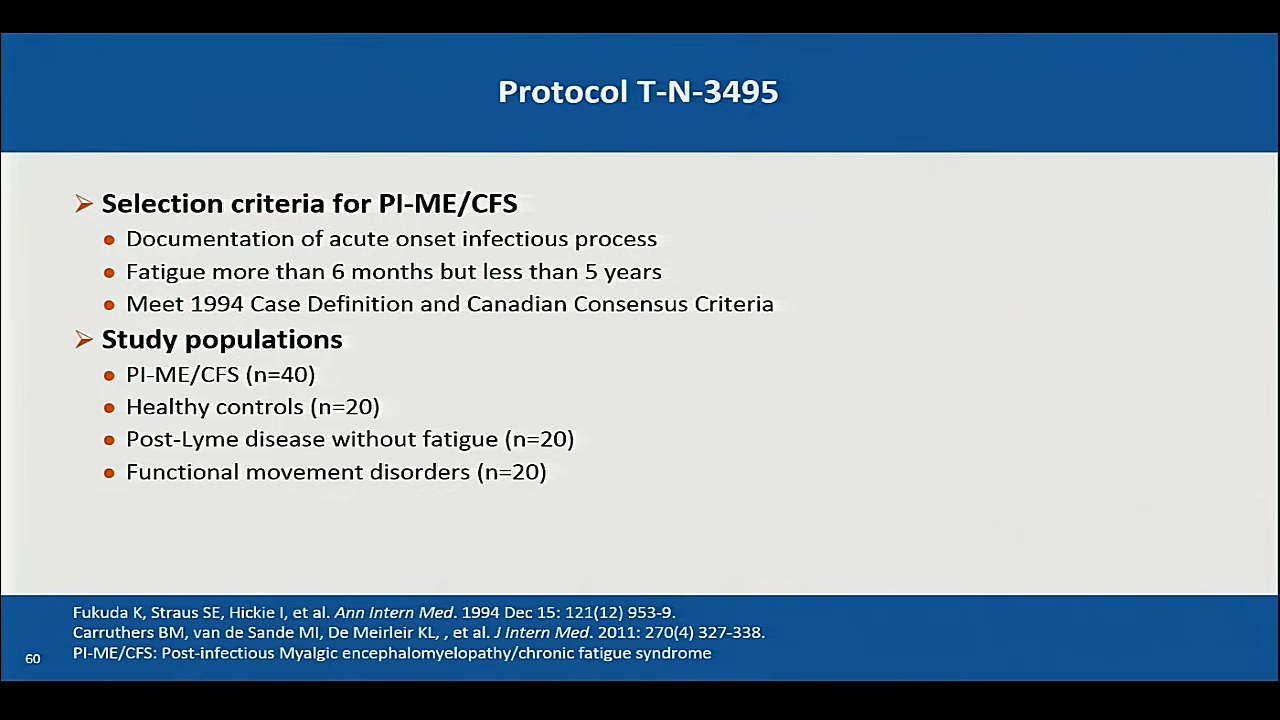 Protocol T-N-3495
➢ Selection criteria for PI-ME/CFS
• Documentation of acute onset infectious process
• Fatigue more than 6 months but less than 5 years
• Meet 1994 Case Definition and Canadian Consensus Criteria
➢ Study populations
• PI-ME/CFS (n=40)
• Healthy controls (n=20)
• Post-Lyme disease without fatigue (n=20)
• Functional movement disorders (n=20)
Fukuda K, Straus SE, Hickie I, et al. Ann Intern Med. 1994 Dec 15: 121(12) 953-9.
Carruthers BM, van de Sande MI, De Meirleir KL, , et al. J Intern Med. 2011: 270(4) 327-338.
PI-ME/CFS: Post-infectious Myalgic encephalomyelopathy/chronic fatigue syndrome
60